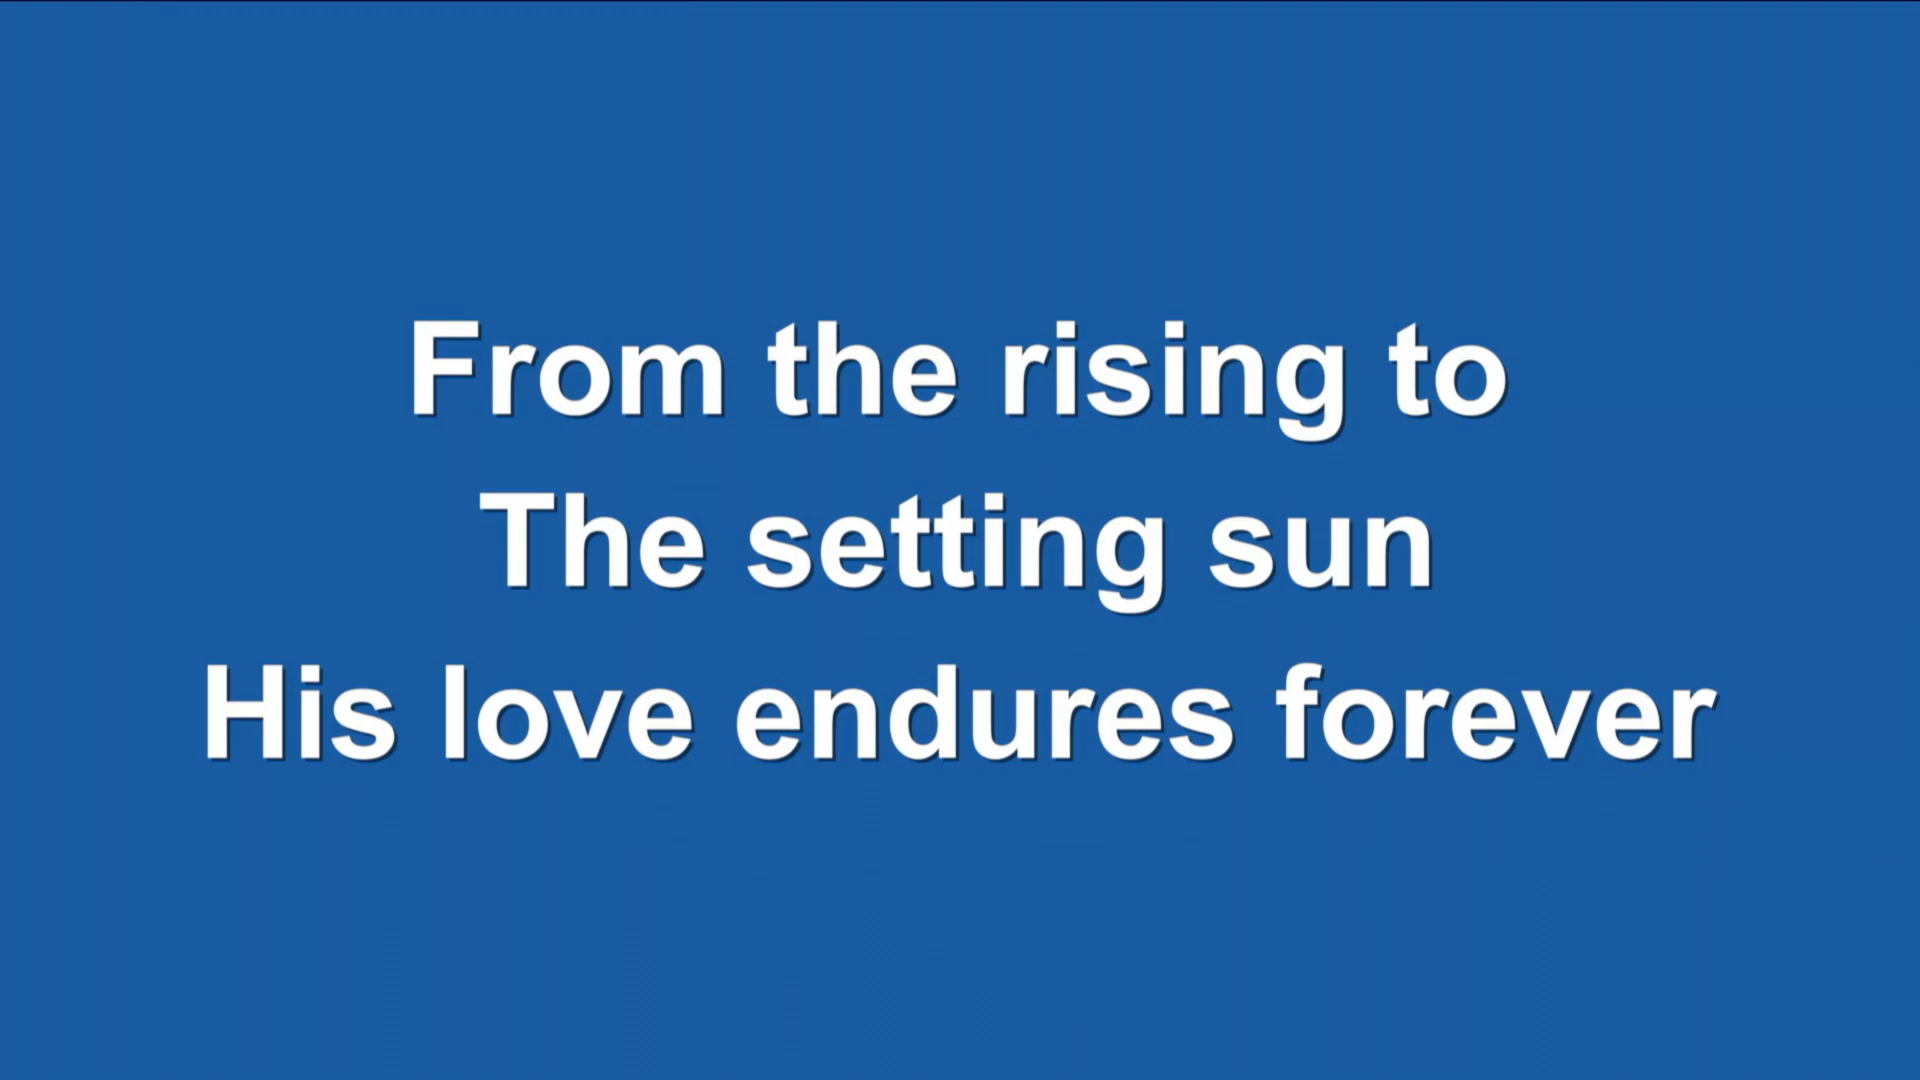 From the rising to
The setting sun
His love endures forever